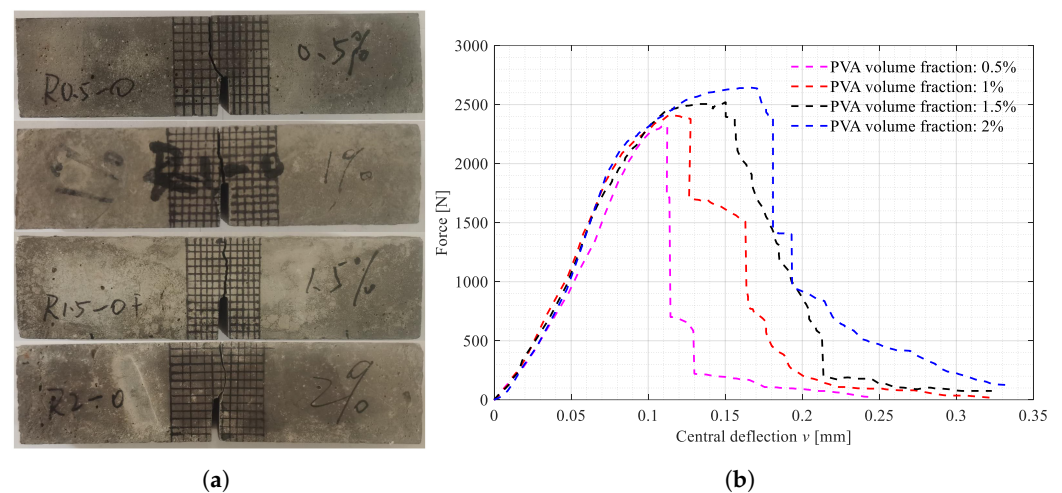 R0.5-0 0.5%
1% R1-0 1%
R1.5-0+ 1.5%
R2-0 2%
(a)
3000
2500
2000
1500
1000
500
0
Force [N]
PVA volume fraction: 0.5%
PVA volume fraction: 1%
PVA volume fraction: 1.5%
PVA volume fraction: 2%
0 0.05 0.1 0.15 0.2 0.25 0.3 0.35
Central deflection v [mm]
(b)